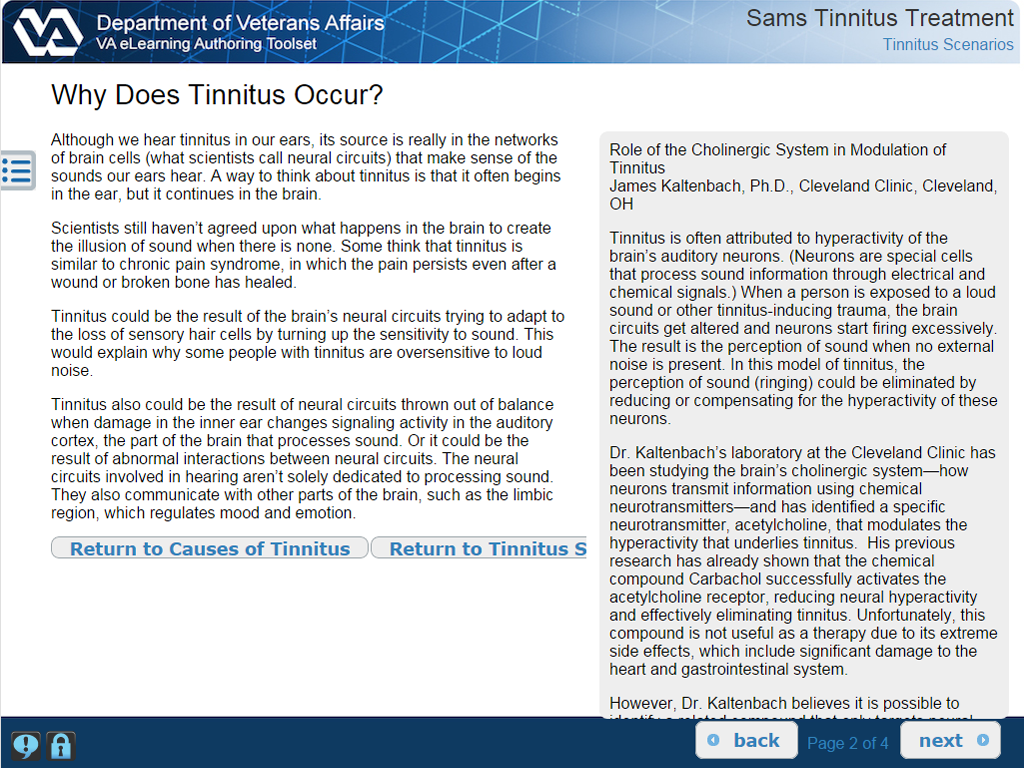 VA
Department of Veterans Affairs
VA eLearning Authoring Toolset
Sams Tinnitus Treatment
Tinnitus Scenarios
Why Does Tinnitus Occur?
Although we hear tinnitus in our ears, its source is really in the networks
of brain cells (what scientists call neural circuits) that make sense of the
sounds our ears hear. A way to think about tinnitus is that it often begins
in the ear, but it continues in the brain.
Scientists still haven’t agreed upon what happens in the brain to create
the illusion of sound when there is none. Some think that tinnitus is
similar to chronic pain syndrome, in which the pain persists even after a
wound or broken bone has healed.
Tinnitus could be the result of the brain’s neural circuits trying to adapt to
the loss of sensory hair cells by turning up the sensitivity to sound. This
would explain why some people with tinnitus are oversensitive to loud
noise.
Tinnitus also could be the result of neural circuits thrown out of balance
when damage in the inner ear changes signaling activity in the auditory
cortex, the part of the brain that processes sound. Or it could be the
result of abnormal interactions between neural circuits. The neural
circuits involved in hearing aren’t solely dedicated to processing sound.
They also communicate with other parts of the brain, such as the limbic
region, which regulates mood and emotion.
Return to Causes of Tinnitus
Return to Tinnitus S
Role of the Cholinergic System in Modulation of
Tinnitus
James Kaltenbach, Ph.D., Cleveland Clinic, Cleveland,
OH
Tinnitus is often attributed to hyperactivity of the
brain’s auditory neurons. (Neurons are special cells
that process sound information through electrical and
chemical signals.) When a person is exposed to a loud
sound or other tinnitus-inducing trauma, the brain
circuits get altered and neurons start firing excessively.
The result is the perception of sound when no external
noise is present. In this model of tinnitus, the
perception of sound (ringing) could be eliminated by
reducing or compensating for the hyperactivity of these
neurons.
Dr. Kaltenbach’s laboratory at the Cleveland Clinic has
been studying the brain’s cholinergic system—how
neurons transmit information using chemical
neurotransmitters—and has identified a specific
neurotransmitter, acetylcholine, that modulates the
hyperactivity that underlies tinnitus.  His previous
research has already shown that the chemical
compound Carbachol successfully activates the
acetylcholine receptor, reducing neural hyperactivity
and effectively eliminating tinnitus. Unfortunately, this
compound is not useful as a therapy due to its extreme
side effects, which include significant damage to the
heart and gastrointestinal system.
However, Dr. Kaltenbach believes it is possible to
back
Page 2 of 4
next